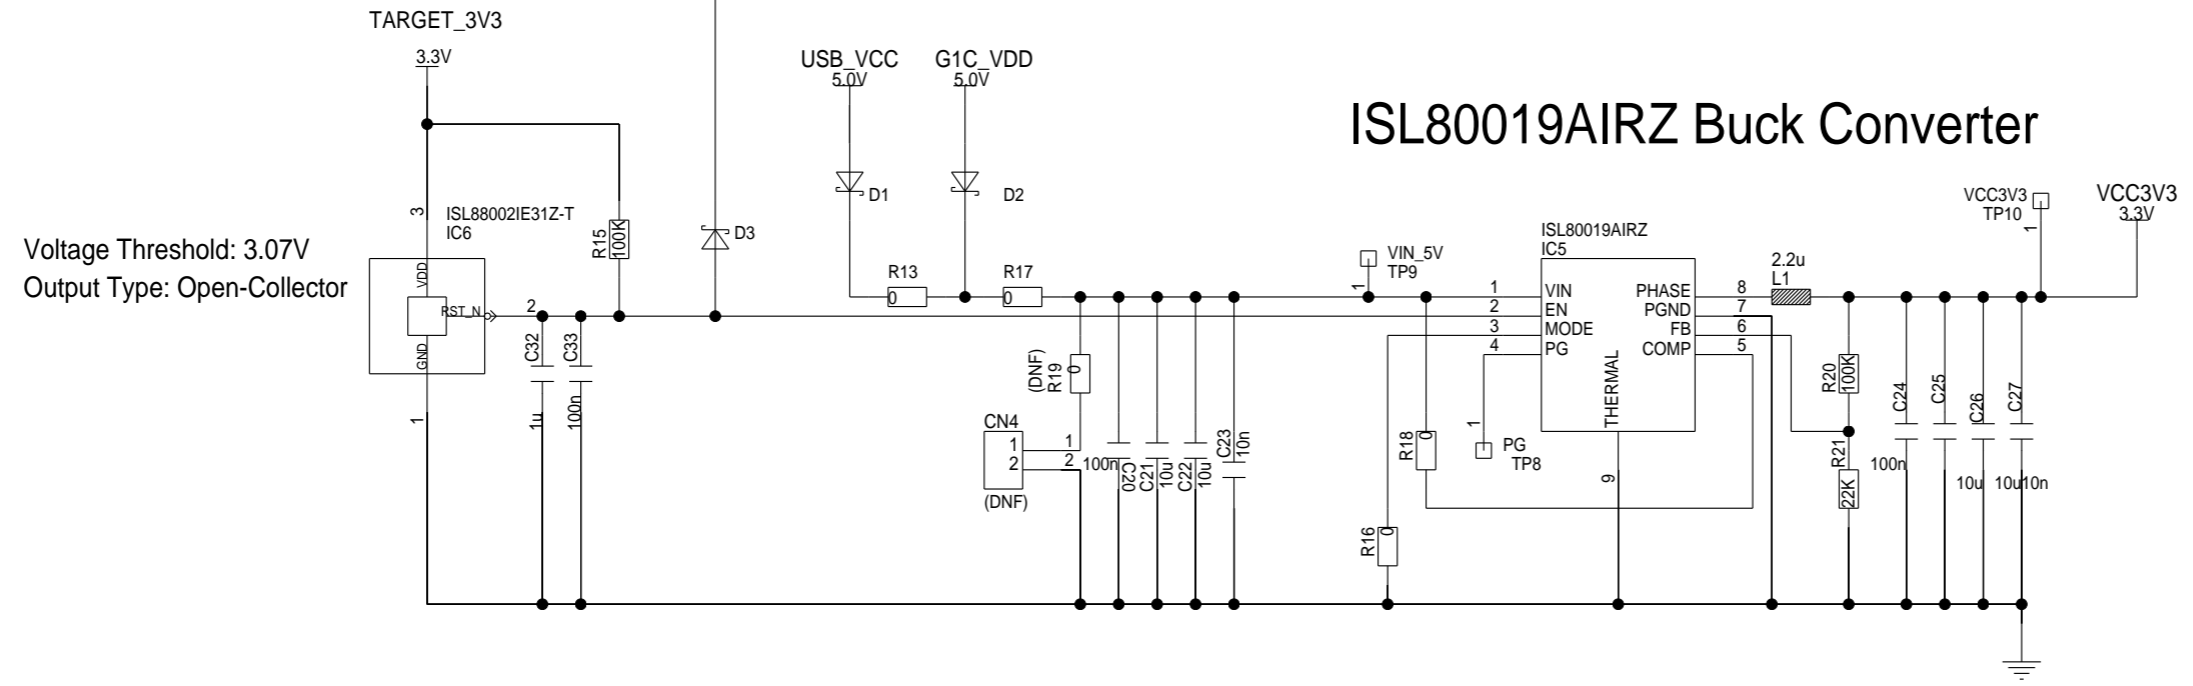 TARGET_3V3
3.3V
USB_VCC
5.0V
G1C_VDD
5.0V
ISL80019AIRZ Buck Converter
VCC3V3
TP10
1
VCC3V3
3.3V
D1
D2
D3
3
ISL88002IE31Z-T
IC6
R15
100K
Voltage Threshold: 3.07V
Output Type: Open-Collector
VDD
RST_N
GND
2
1
C32
1u
C33
100n
R13
0
R17
0
VIN_5V
TP9
1
ISL80019AIRZ
IC5
1
2
3
4
VIN
EN
MODE
PG
PHASE
PGND
FB
COMP
THERMAL
8
7
6
5
9
2.2u
L1
(DNF)
R19
0
CN4
1
2
1
2
(DNF)
100n
C20
C21
10u
C22
10u
C23
10n
R18
0
1
PG
TP8
R16
0
R20
100K
R21
22K
C24
100n
C25
10u
C26
10u
C27
10n